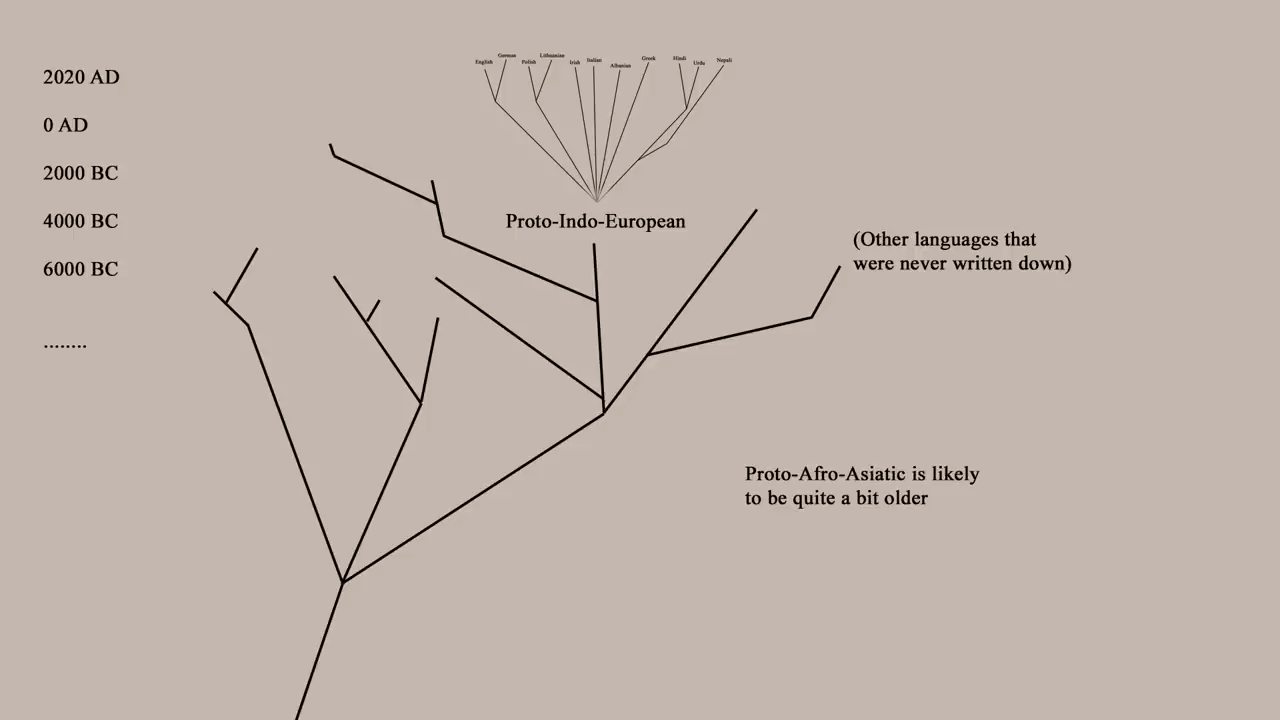 2020 AD
0 AD
2000 BC
4000 BC
6000 BC
........
German
Lithuanian
English
Polish
Irish
Italian
Albanian
Greek
Hindi
Urdu
Nepali
Proto-Indo-European
(Other languages that
were never written down)
Proto-Afro-Asiatic is likely
to be quite a bit older